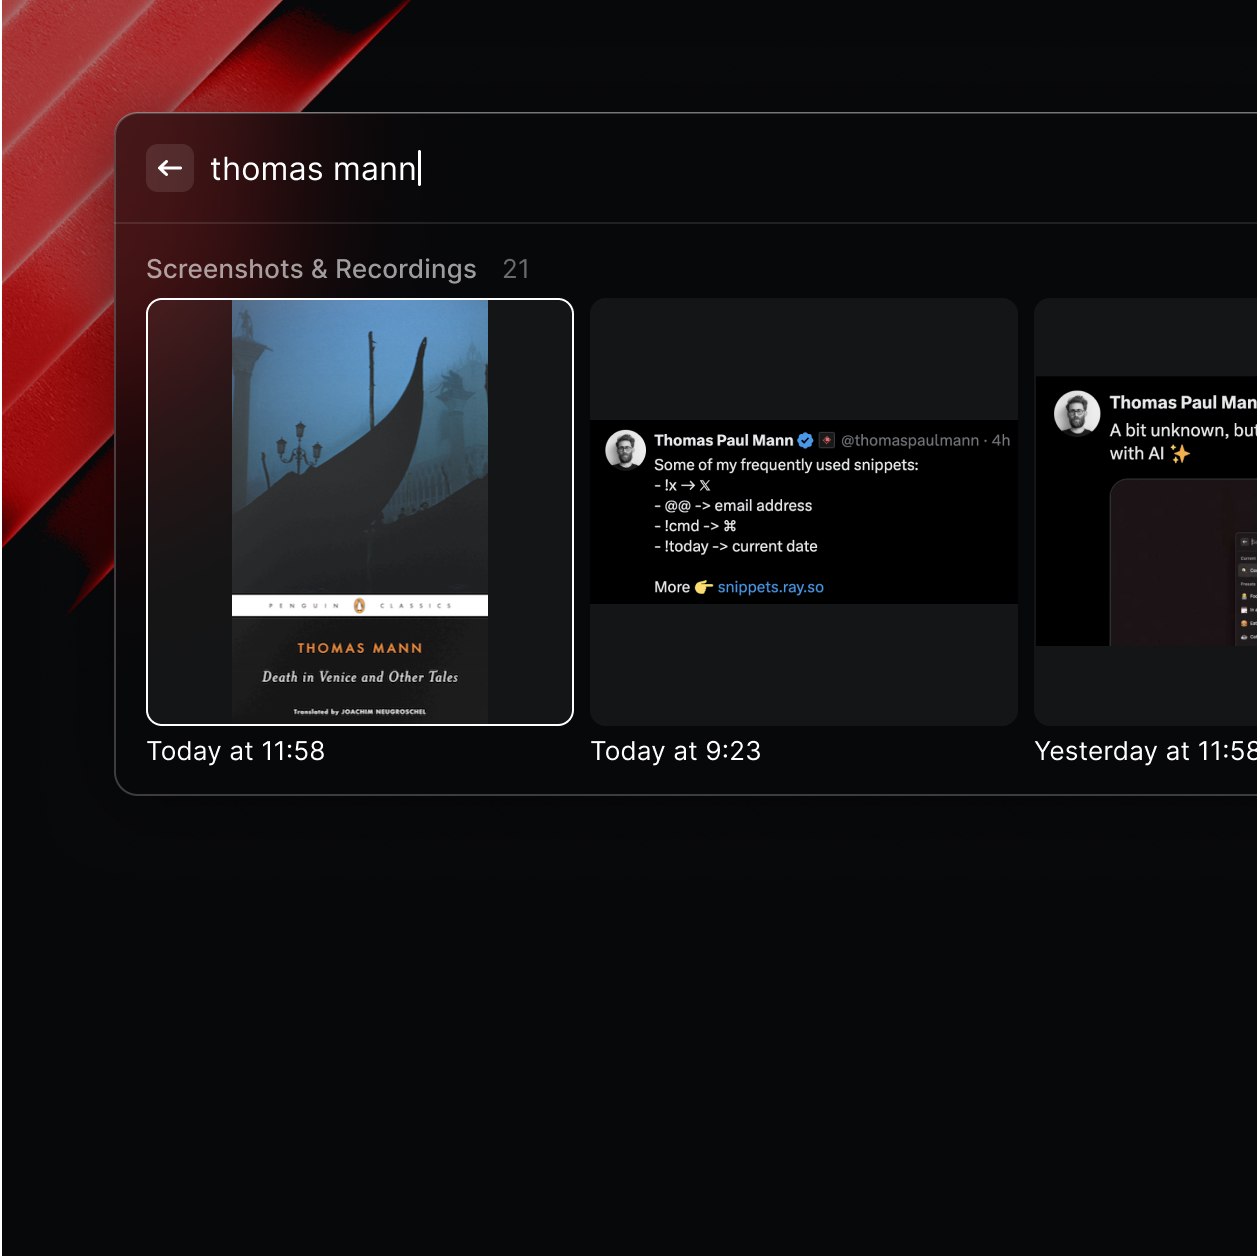 thomas mann
Screenshots & Recordings 21
PENGUIN CLASSICS
THOMAS MANN
Death in Venice and Other Tales
Translated by JOACHIM NEUGROSCHEL
Today at 11:58
Thomas Paul Mann @thomaspaulmann · 4h
Some of my frequently used snippets:
- !x → 𝕏
- @@ -> email address
- !cmd -> ⌘
- !today -> current date
More 👉 snippets.ray.so
Today at 9:23
Thomas Paul Man
A bit unknown, but
with AI ✨
Yesterday at 11:58